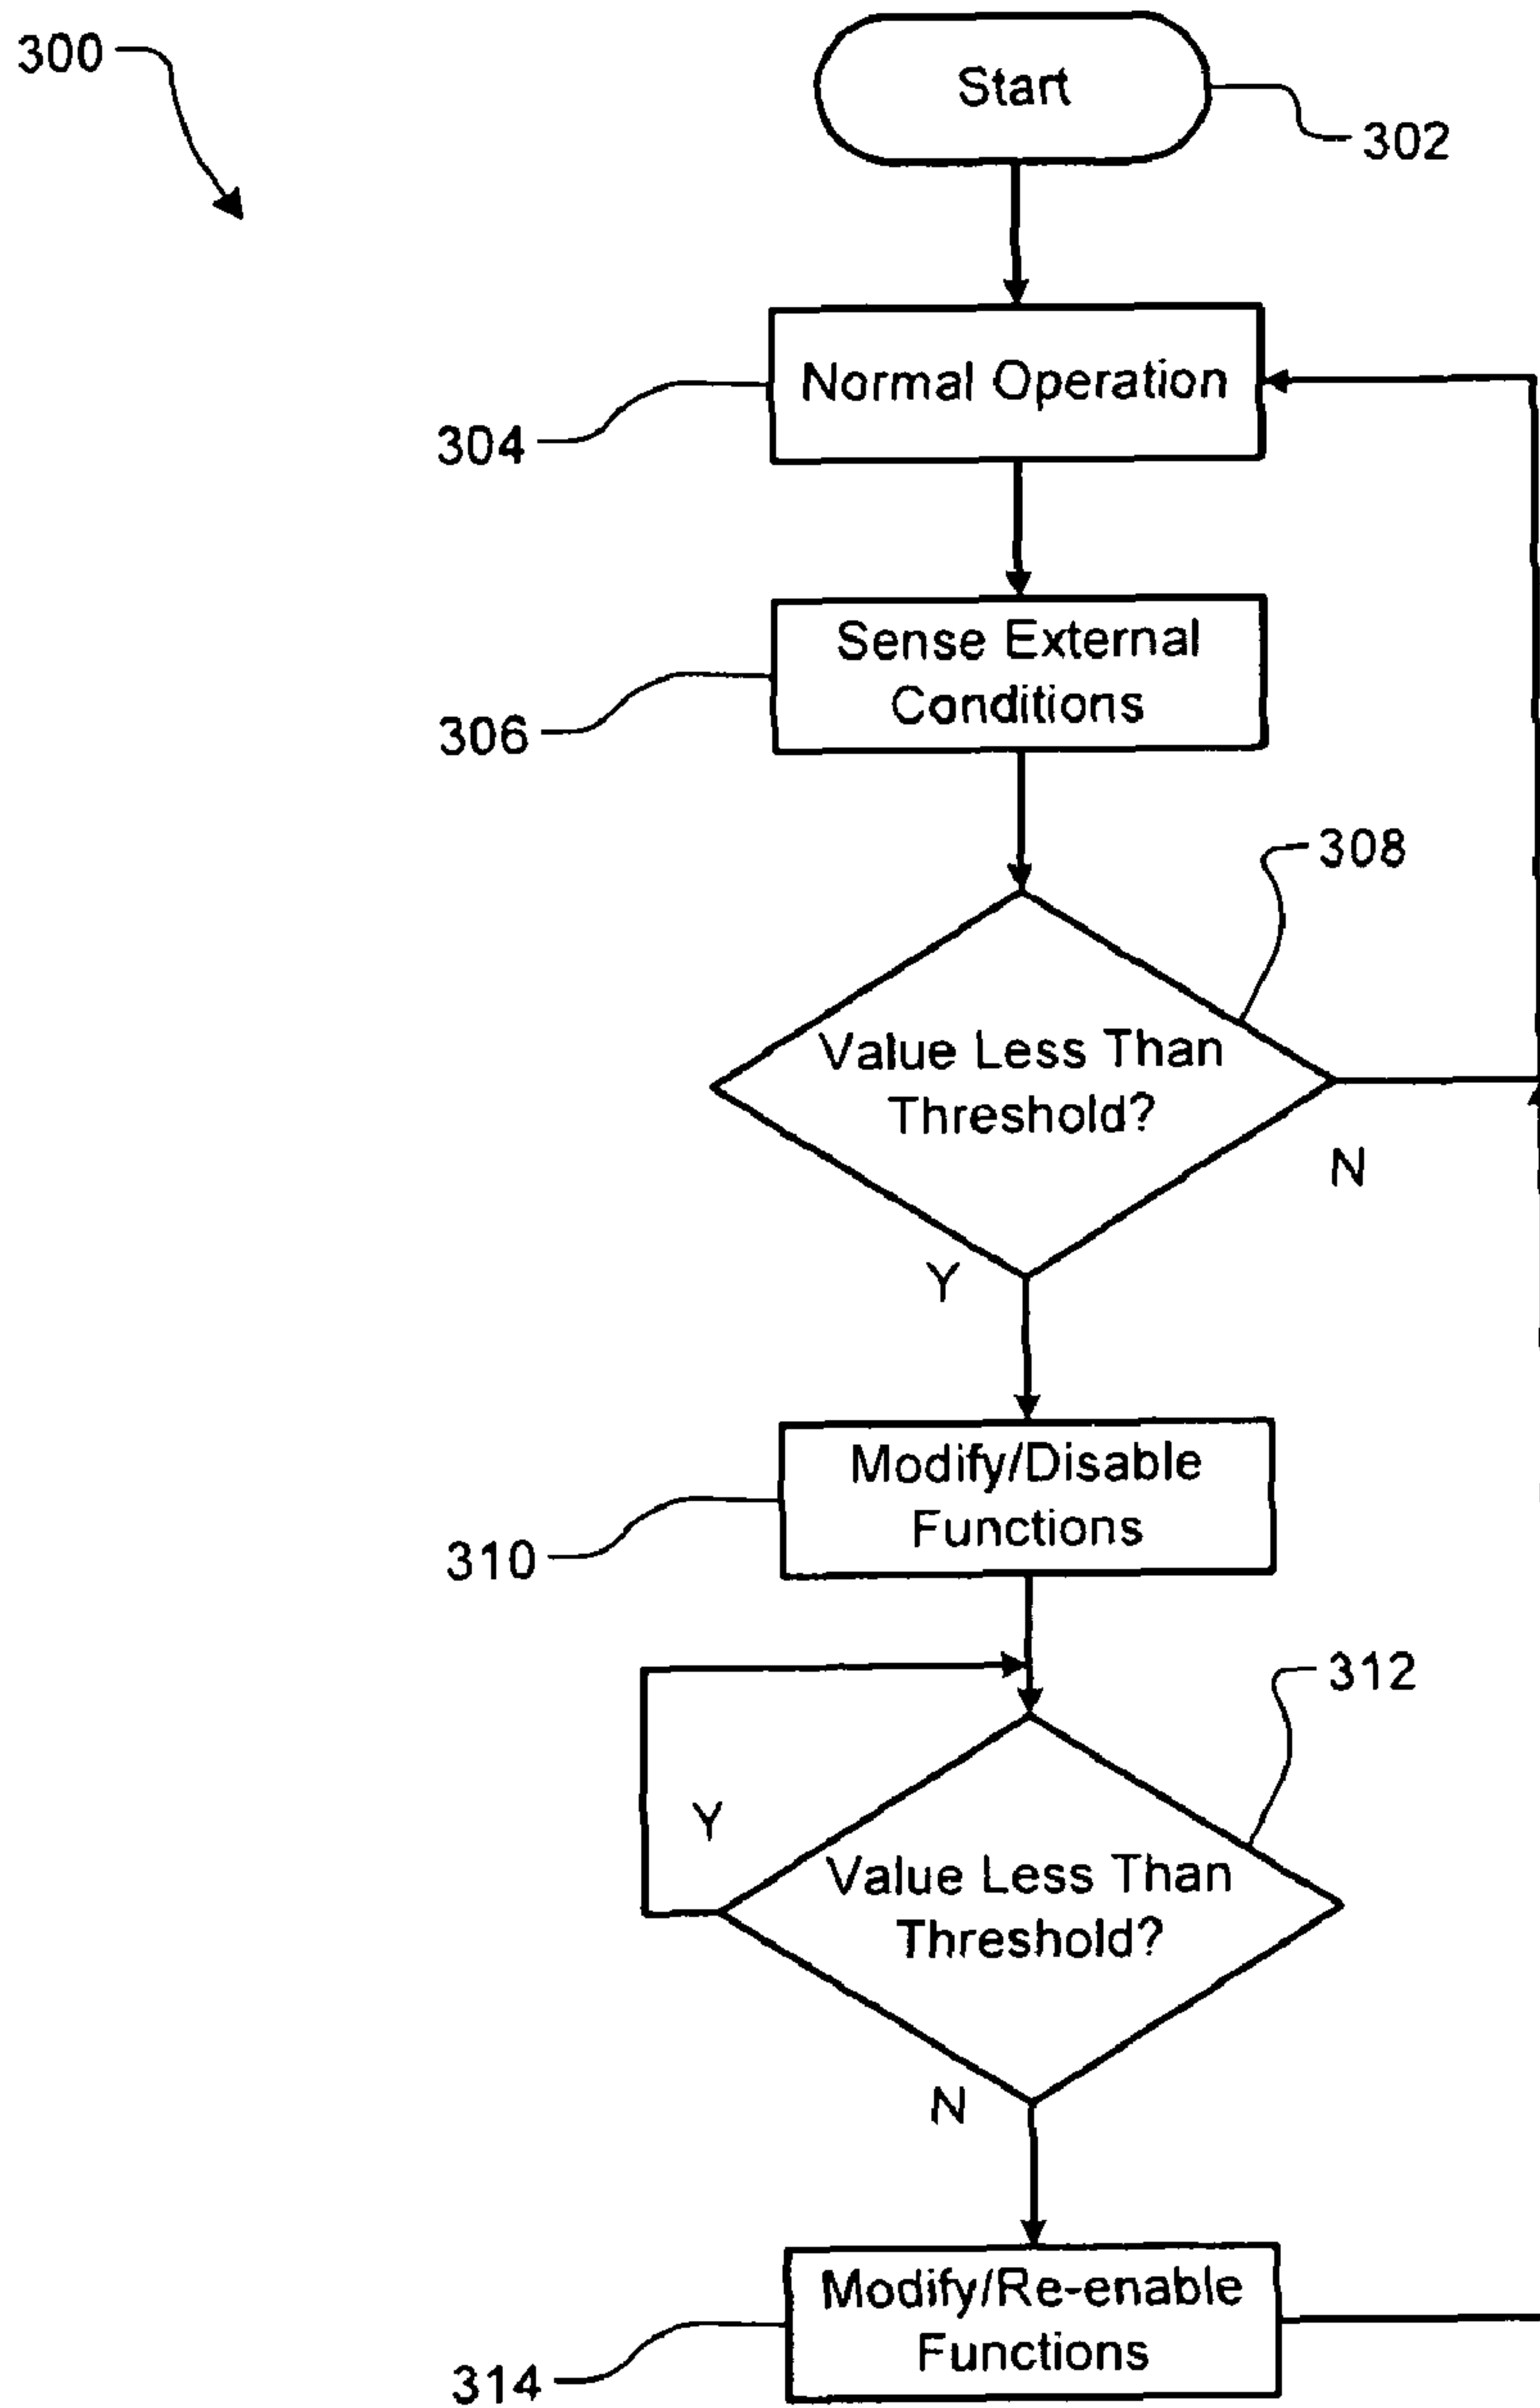 300
Start
302
Normal Operation
304
Sense External
Conditions
306
308
Value Less Than
Threshold?
N
Y
Modify/Disable
Functions
310
312
Y
Value Less Than
Threshold?
N
Modify/Re-enable
Functions
314